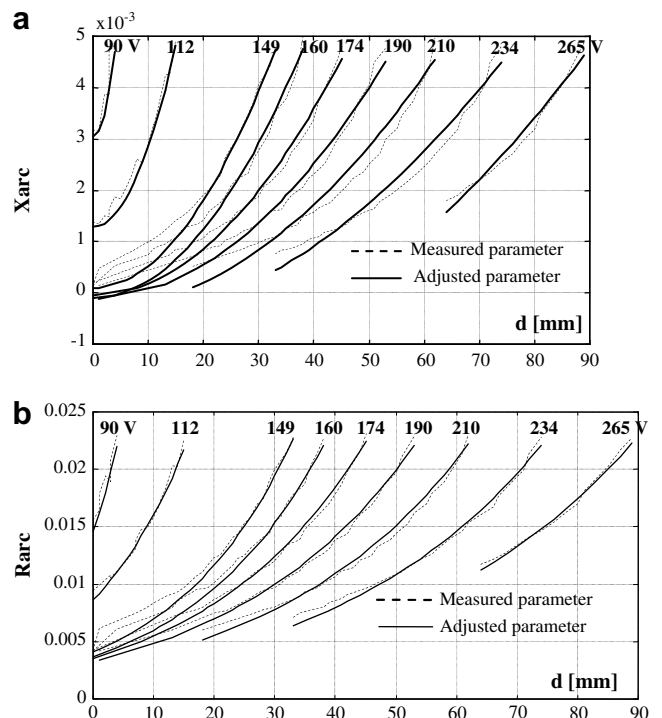 a
x10-3
90 V 112 149 160 174 190 210 234 265 V
5
4
3
2
1
0
-1
Xarc
Measured parameter
Adjusted parameter
d [mm]
0 10 20 30 40 50 60 70 80 90
b
0.025
90 V 112 149 160 174 190 210 234 265 V
0.02
0.015
0.01
0.005
0
Rarc
Measured parameter
Adjusted parameter
d [mm]
0 10 20 30 40 50 60 70 80 90